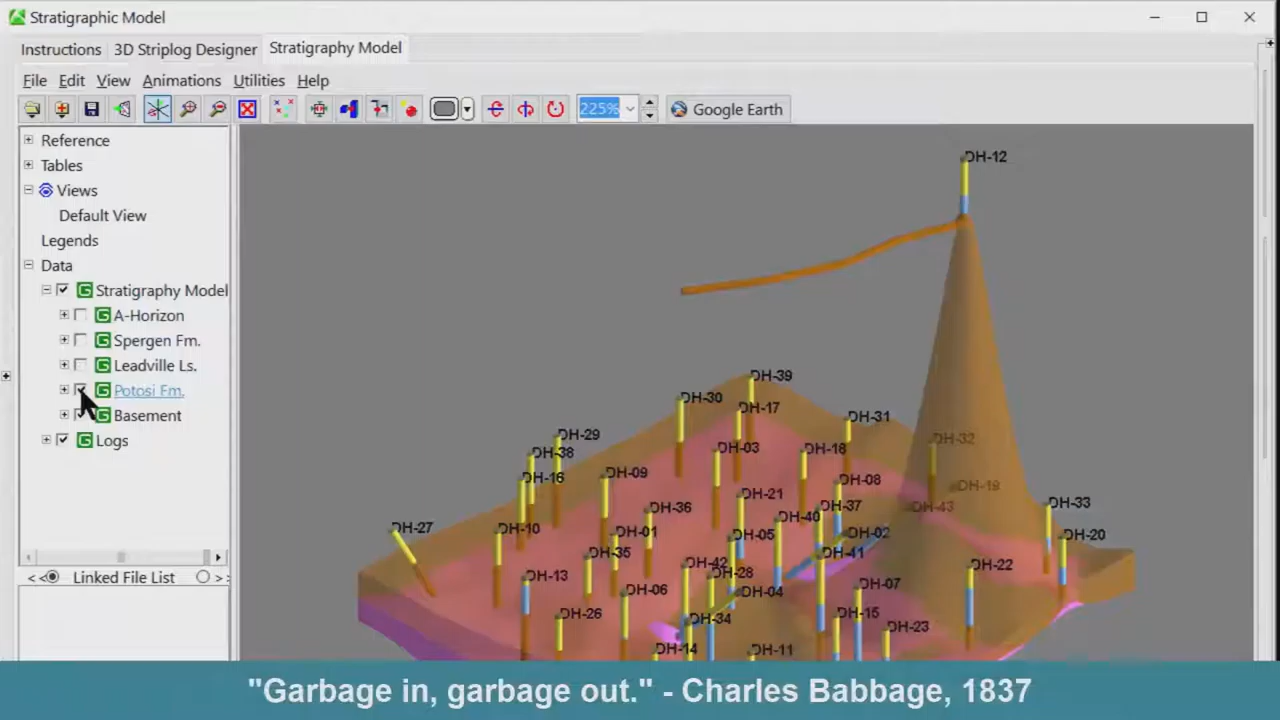 Stratigraphic Model
Instructions 3D Striplog Designer Stratigraphy Model
File Edit View Animations Utilities Help
225% Google Earth
Reference
Tables
Views
Default View
Legends
Data
Stratigraphy Model
A-Horizon
Spergen Fm.
Leadville Ls.
Potosi Fm.
Basement
Logs
<< Linked File List >>
DH-12
DH-39
DH-30
DH-17
DH-31
DH-29
DH-32
DH-38
DH-03
DH-18
DH-16
DH-09
DH-08
DH-19
DH-21
DH-37
DH-43
DH-33
DH-36
DH-40
DH-27
DH-10
DH-01
DH-05
DH-02
DH-20
DH-35
DH-41
DH-42
DH-22
DH-13
DH-28
DH-06
DH-04
DH-07
DH-26
DH-34
DH-15
DH-23
DH-14
DH-11
"Garbage in, garbage out." - Charles Babbage, 1837